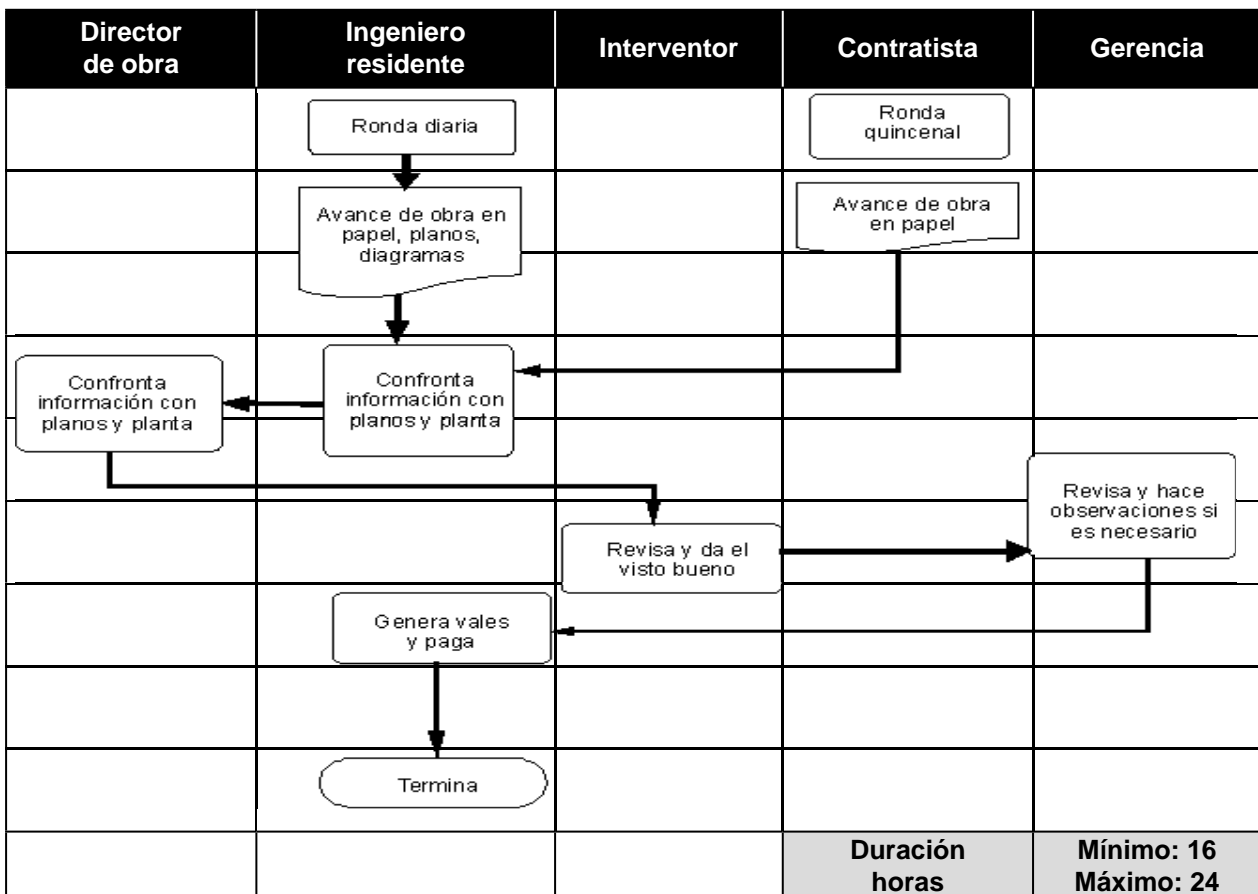 Director
de obra
Ingeniero
residente
Interventor
Contratista
Gerencia
Ronda diaria
Ronda
quincenal
Avance de obra en
papel, planos,
diagramas
Avance de obra
en papel
Confronta
información con
planos y planta
Confronta
información con
planos y planta
Revisa y hace
observaciones si
es necesario
Revisa y da el
visto bueno
Genera vales
y paga
Termina
Duración
horas
Mínimo: 16
Máximo: 24